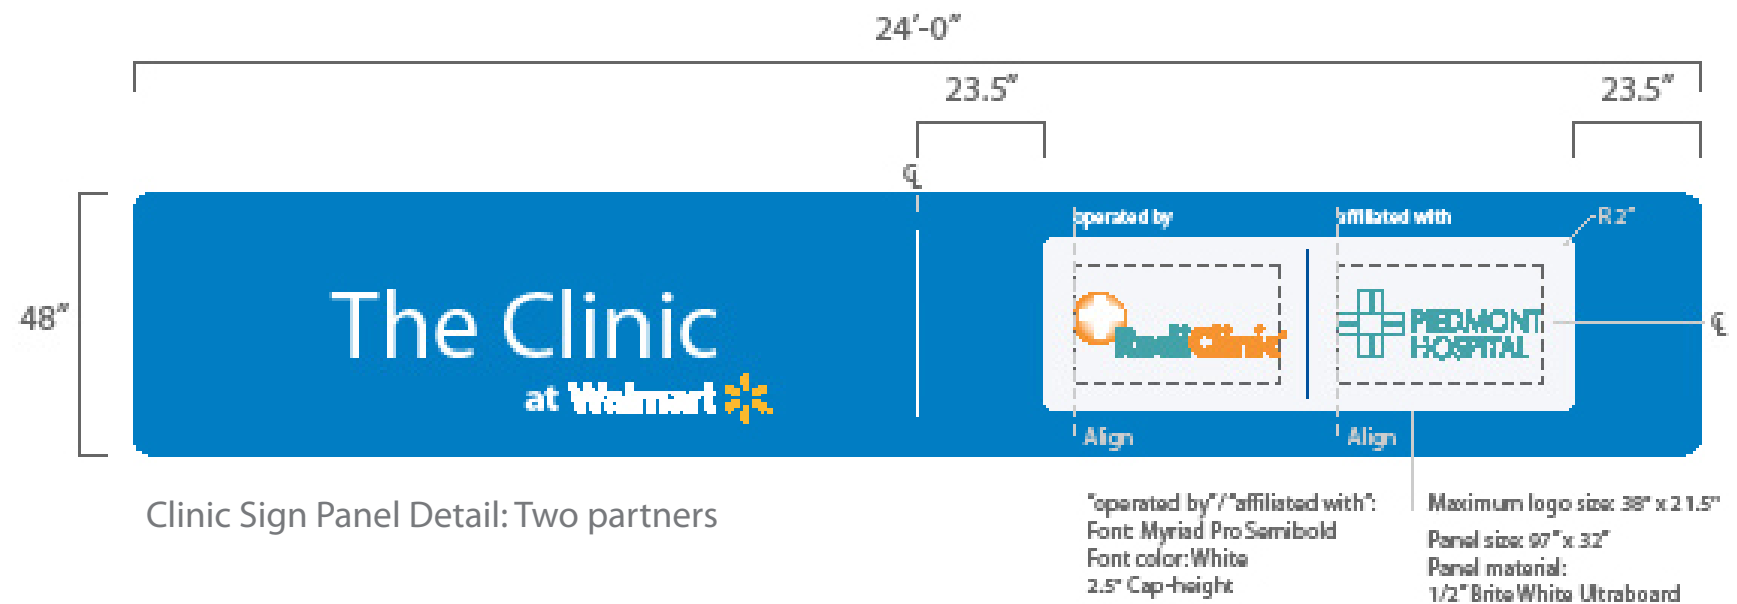 24′-0″
23.5″
23.5″
℄
operated by
affiliated with
R 2"
48″
The Clinic
at Walmart
RediClinic
PIEDMONT
HOSPITAL
℄
Align
Align
Clinic Sign Panel Detail: Two partners
"operated by"/"affiliated with":
Font: Myriad Pro Semibold
Font color: White
2.5" Cap-height
Maximum logo size: 38" x 21.5"
Panel size: 97" x 32"
Panel material:
1/2" Brite White Ultraboard